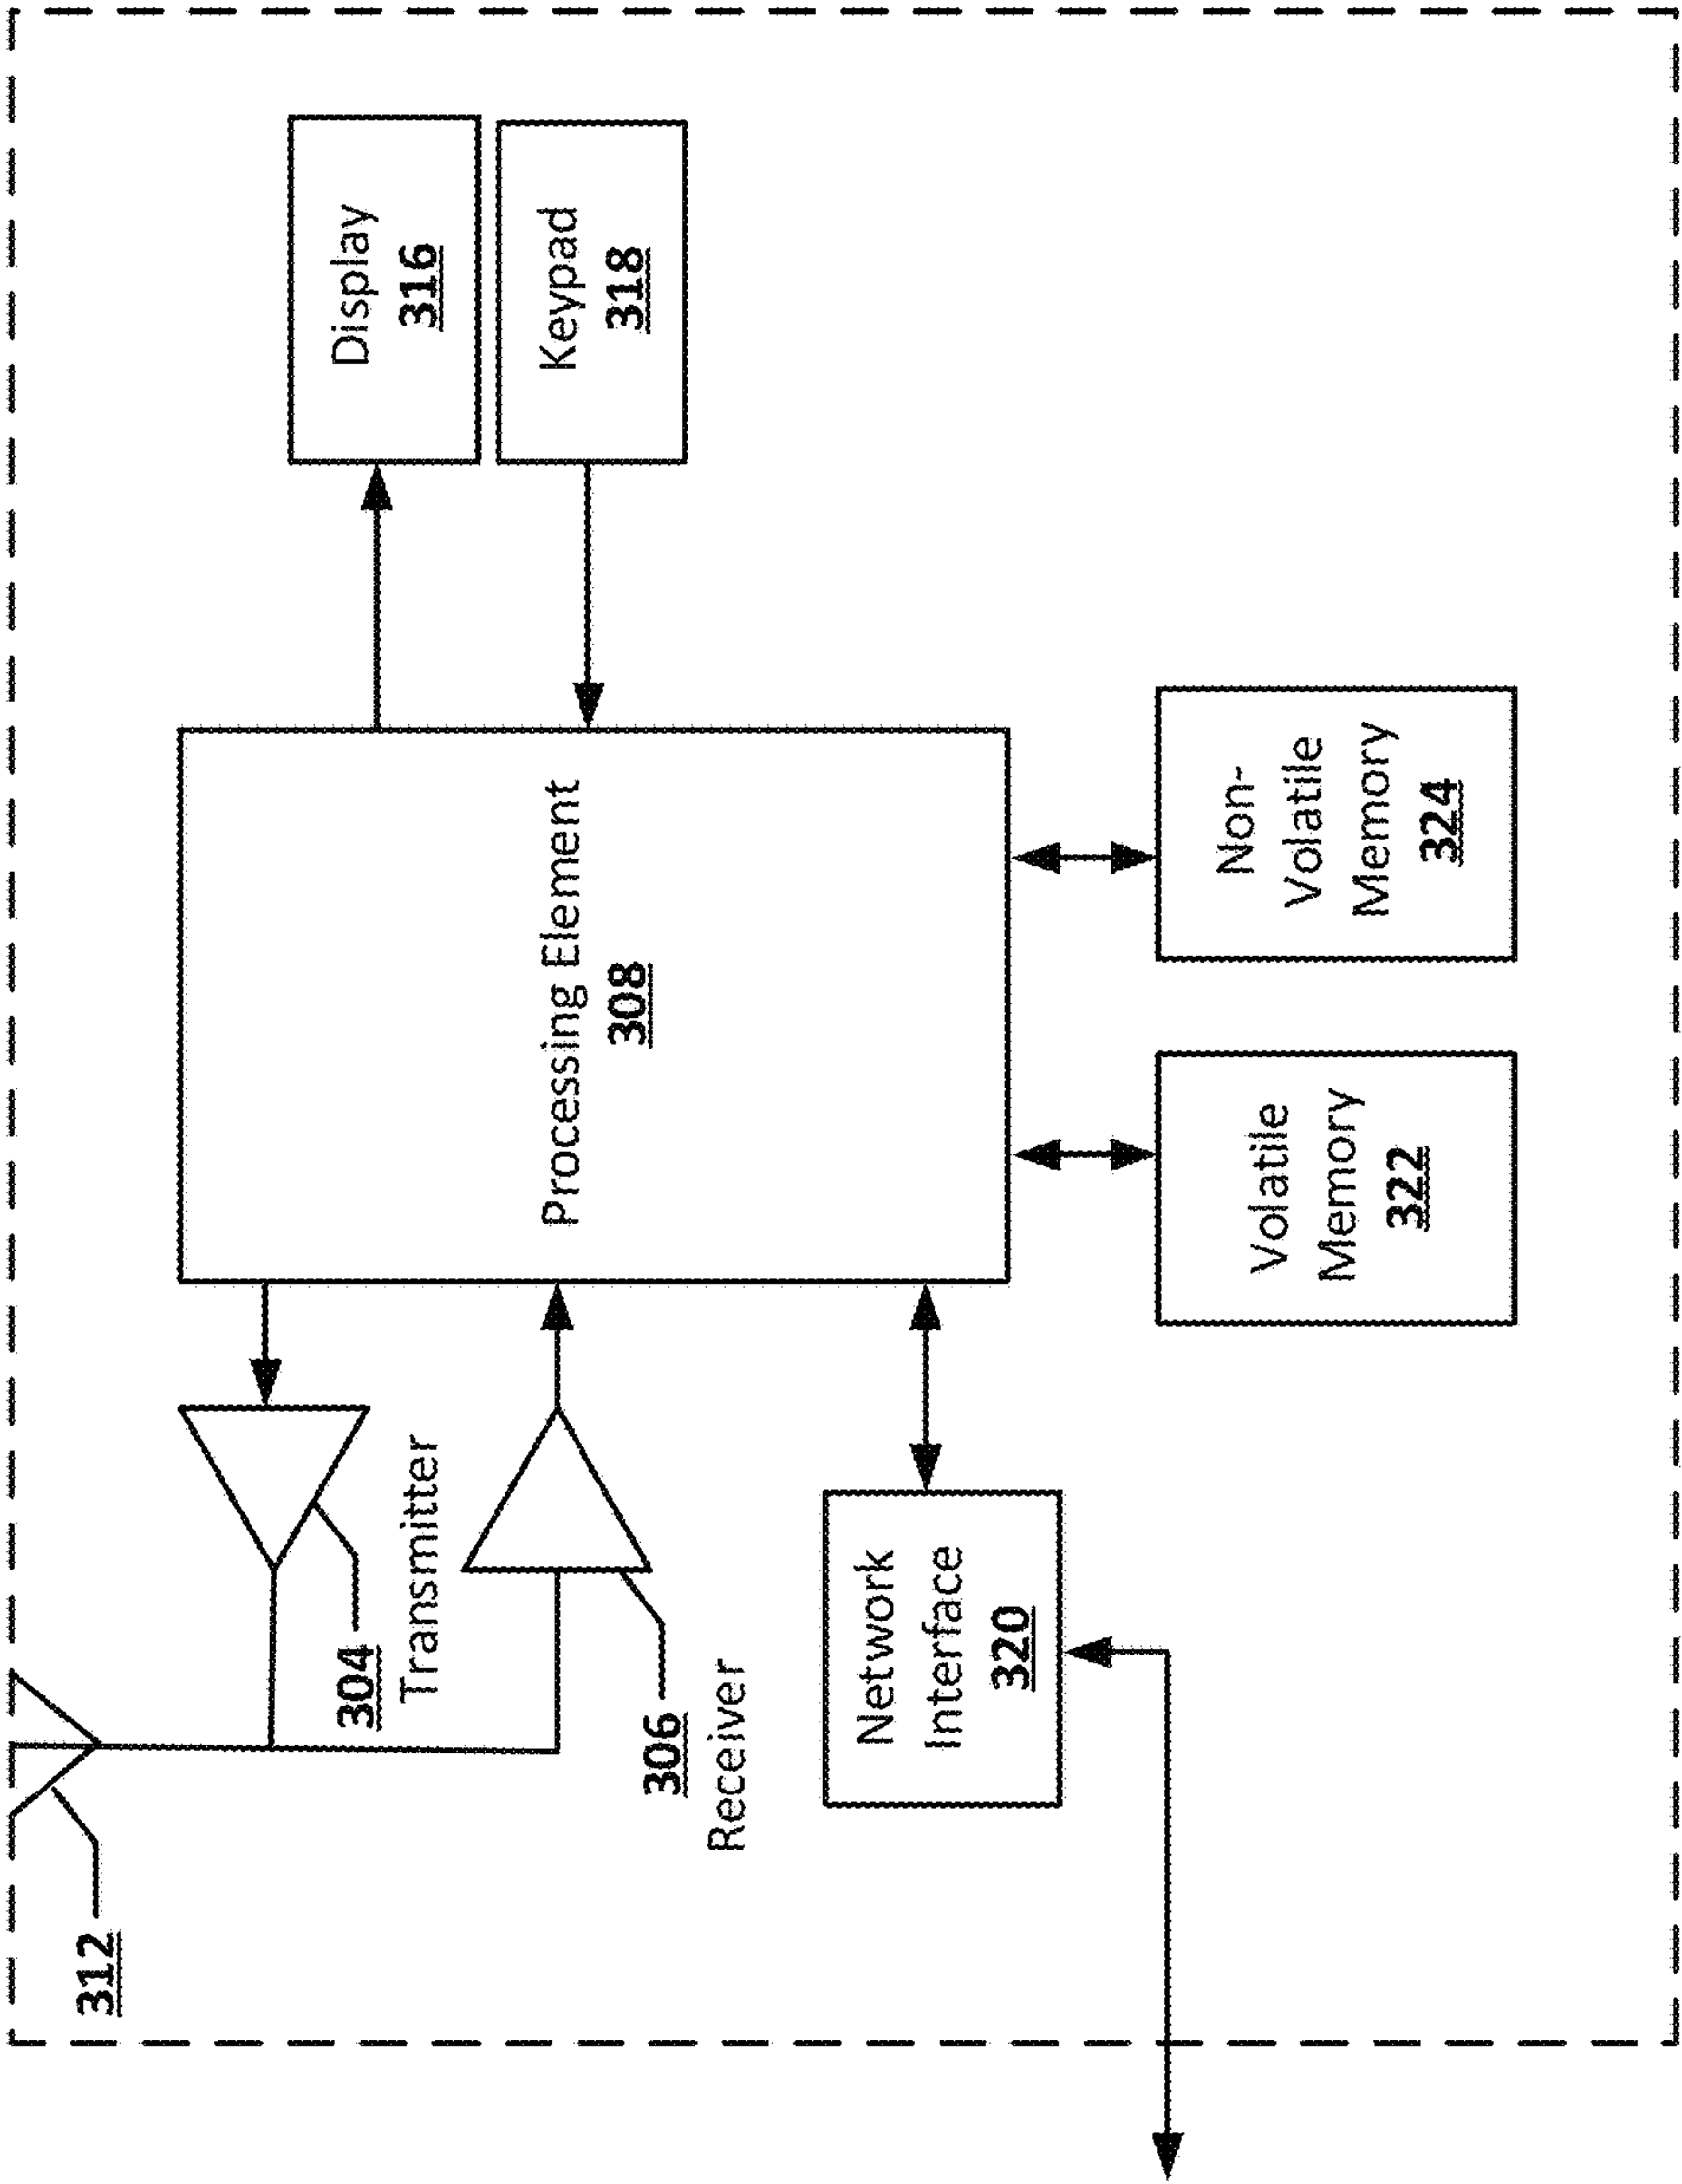 312
304
Transmitter
306
Receiver
Processing Element
308
Display
316
Keypad
318
Network
Interface
320
Volatile
Memory
322
Non-
Volatile
Memory
324